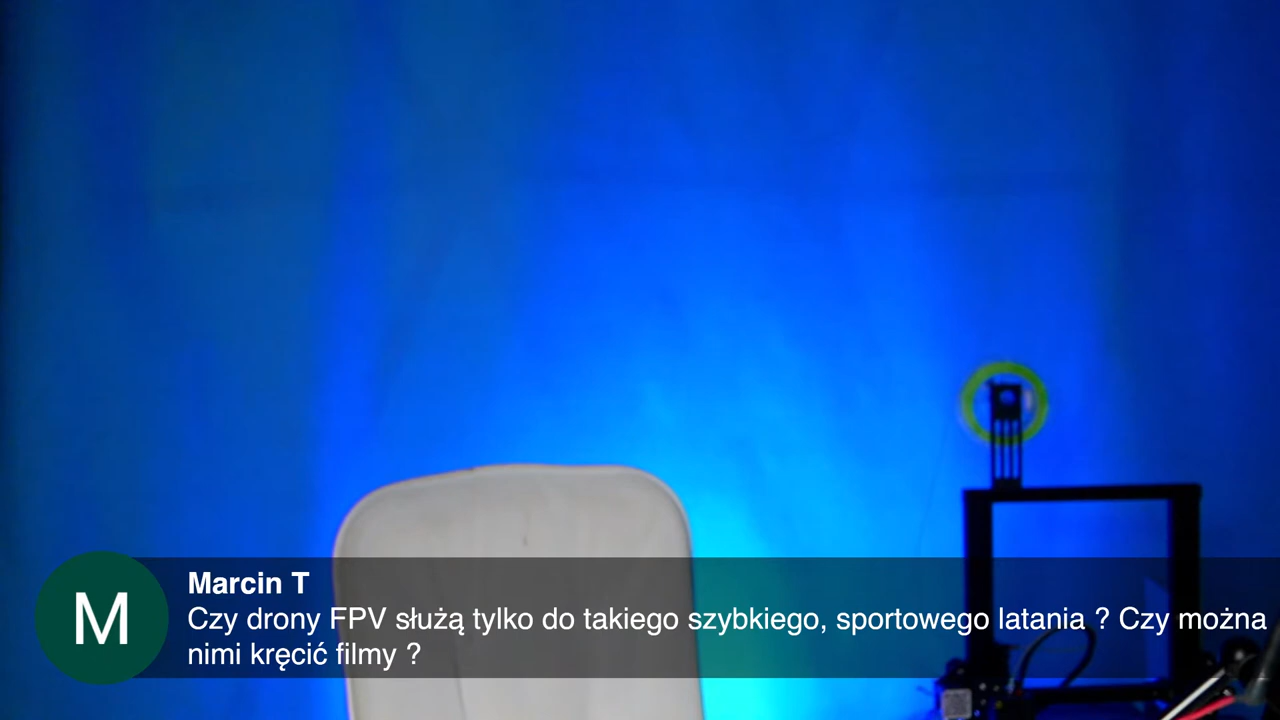 M
Marcin T
Czy drony FPV służą tylko do takiego szybkiego, sportowego latania ? Czy można
nimi kręcić filmy ?